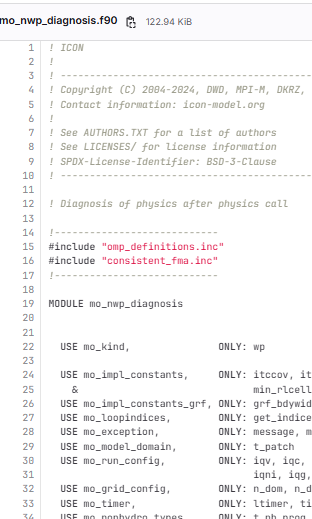 mo_nwp_diagnosis.f90 122.94 KiB
1 ! ICON
2 !
3 ! ---------------------------------------
4 ! Copyright (C) 2004-2024, DWD, MPI-M, DKRZ,
5 ! Contact information: icon-model.org
6 !
7 ! See AUTHORS.TXT for a list of authors
8 ! See LICENSES/ for license information
9 ! SPDX-License-Identifier: BSD-3-Clause
10 ! ---------------------------------------
11
12 ! Diagnosis of physics after physics call
13
14 !---------------------------
15 #include "omp_definitions.inc"
16 #include "consistent_fma.inc"
17 !---------------------------
18
19 MODULE mo_nwp_diagnosis
20
21
22 USE mo_kind, ONLY: wp
23
24 USE mo_impl_constants, ONLY: itccov, it
25 & min_rlcell
26 USE mo_impl_constants_grf, ONLY: grf_bdywid
27 USE mo_loopindices, ONLY: get_indice
28 USE mo_exception, ONLY: message, m
29 USE mo_model_domain, ONLY: t_patch
30 USE mo_run_config, ONLY: iqv, iqc,
31 iqni, iqg,
32 USE mo_grid_config, ONLY: n_dom, n_d
33 USE mo_timer, ONLY: ltimer, ti
34 USE mo_nonhydro_types, ONLY: t_nh_prog